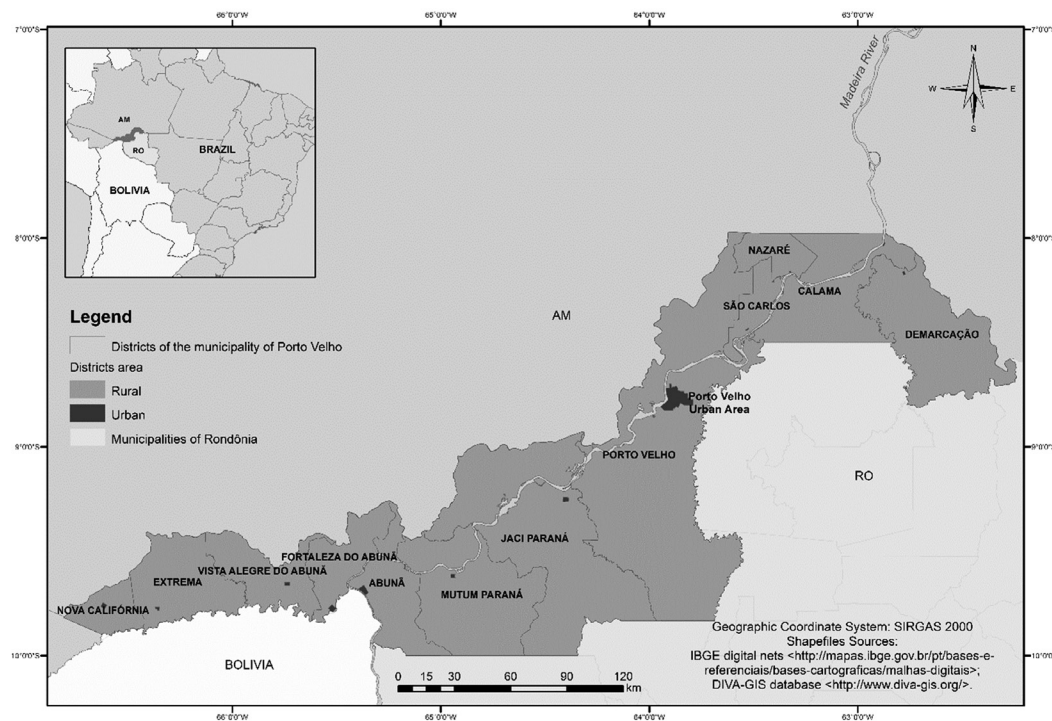 66°0'0"W
65°0'0"W
64°0'0"W
63°0'0"W
7°0'0"S
7°0'0"S
Madeira River
N
W
E
S
AM
RO
BRAZIL
BOLIVIA
8°0'0"S
8°0'0"S
NAZARÉ
CALAMA
SÃO CARLOS
DEMARCAÇÃO
AM
Legend
Districts of the municipality of Porto Velho
Districts area
Rural
Urban
Municipalities of Rondônia
Porto Velho
Urban Area
9°0'0"S
9°0'0"S
PORTO VELHO
RO
JACI PARANÁ
FORTALEZA DO ABUNÃ
VISTA ALEGRE DO ABUNÃ
EXTREMA
ABUNÃ
MUTUM PARANÁ
NOVA CALIFÓRNIA
BOLIVIA
10°0'0"S
10°0'0"S
Geographic Coordinate System: SIRGAS 2000
Shapefiles Sources:
IBGE digital nets <http://mapas.ibge.gov.br/pt/bases-e-
referenciais/bases-cartograficas/malhas-digitais>;
DIVA-GIS database <http://www.diva-gis.org/>.
0 15 30 60 90 120
km
66°0'0"W
65°0'0"W
64°0'0"W
63°0'0"W